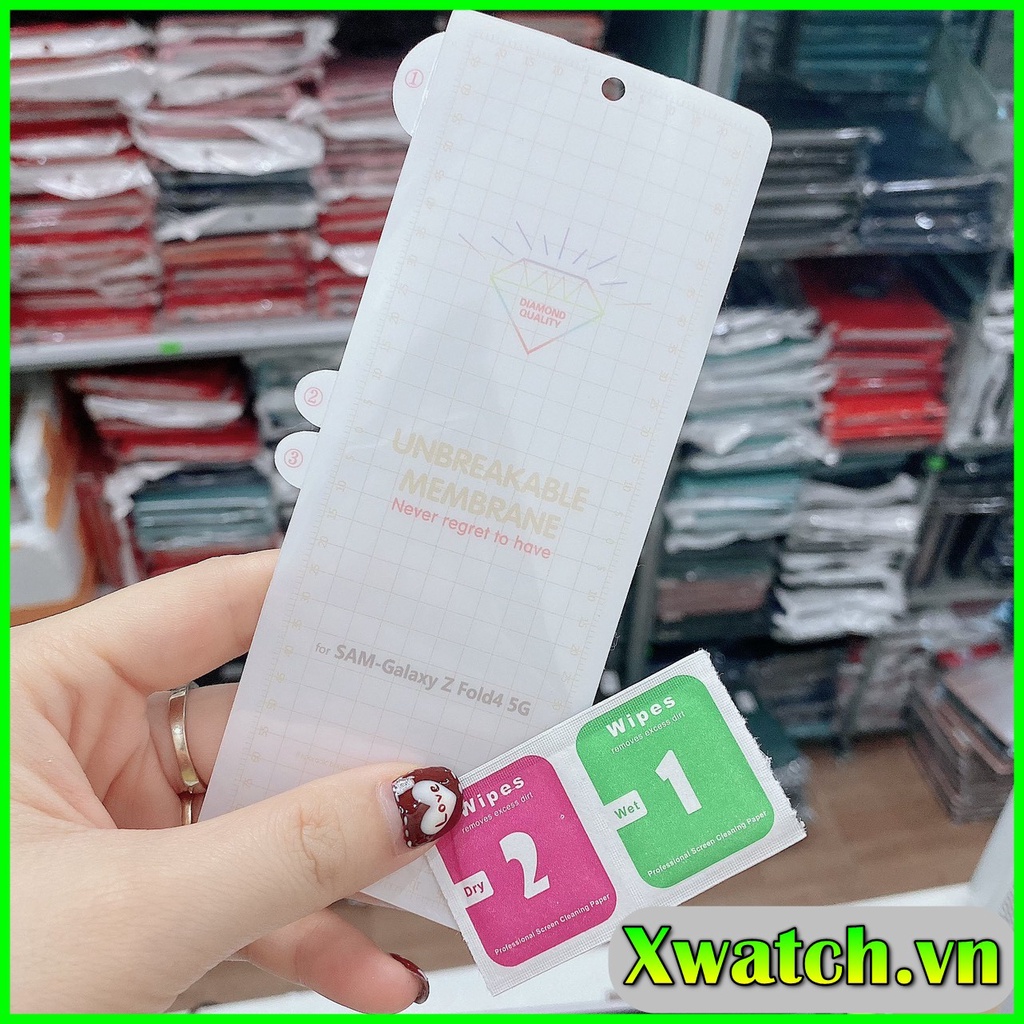 ①
DIAMOND
QUALITY
②
③
UNBREAKABLE
MEMBRANE
Never regret to have
for SAM-Galaxy Z Fold4 5G
Wipes
removes excess dirt
Wet
1
Professional Screen Cleaning Paper
Wipes
removes excess dirt
Dry
2
Professional Screen Cleaning Paper
Love
Xwatch.vn